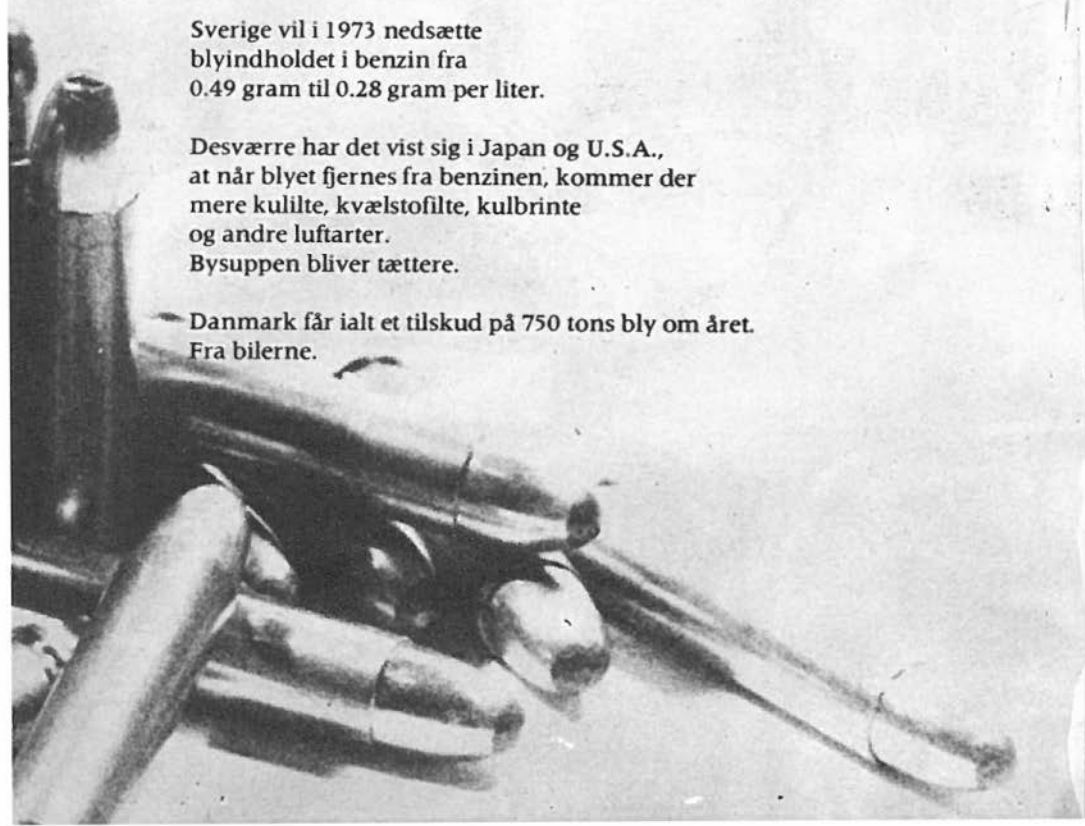 Sverige vil i 1973 nedsætte
blyindholdet i benzin fra
0.49 gram til 0.28 gram per liter.
Desværre har det vist sig i Japan og U.S.A.,
at når blyet fjernes fra benzinen, kommer der
mere kulilte, kvælstofilte, kulbrinte
og andre luftarter.
Bysuppen bliver tættere.
Danmark får ialt et tilskud på 750 tons bly om året.
Fra bilerne.